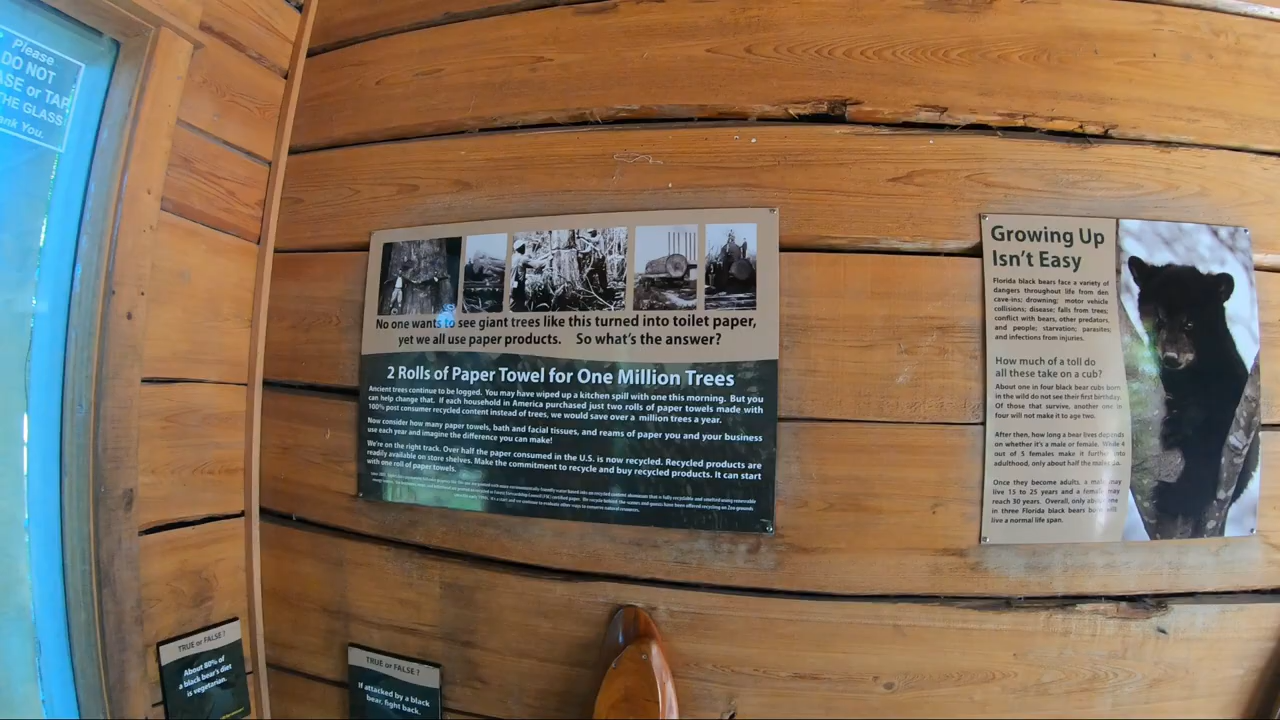 Please
DO NOT
ASE or TAP
THE GLASS
ank You.
No one wants to see giant trees like this turned into toilet paper,
yet we all use paper products. So what's the answer?
2 Rolls of Paper Towel for One Million Trees
Ancient trees continue to be logged. You may have wiped up a kitchen spill with one this morning. But you
can help change that. If each household in America purchased just two rolls of paper towels made with
100% post consumer recycled content instead of trees, we would save over a million trees a year.
Now consider how many paper towels, bath and facial tissues, and reams of paper you and your business
use each year and imagine the difference you can make!
We're on the right track. Over half the paper consumed in the U.S. is now recycled. Recycled products are
readily available on store shelves. Make the commitment to recycle and buy recycled products. It can start
with one roll of paper towels.
Growing Up
Isn't Easy
Florida black bears face a variety of
dangers throughout life from den
cave-ins; drowning; motor vehicle
collisions; disease; falls from trees;
conflict with bears, other predators,
and people; starvation; parasites;
and infections from injuries.
How much of a toll do
all these take on a cub?
About one in four black bear cubs born
in the wild do not see their first birthday.
Of those that survive, another one in
four will not make it to age two.
After then, how long a bear lives depends
on whether it's a male or female. While 4
out of 5 females make it further into
adulthood, only about half the males do.
Once they become adults, a male may
live 15 to 25 years and a female may
reach 30 years. Overall, only about one
in three Florida black bears born will
live a normal life span.
TRUE or FALSE?
About 80% of
a black bear's diet
is vegetarian.
TRUE or FALSE?
If attacked by a black
bear, fight back.